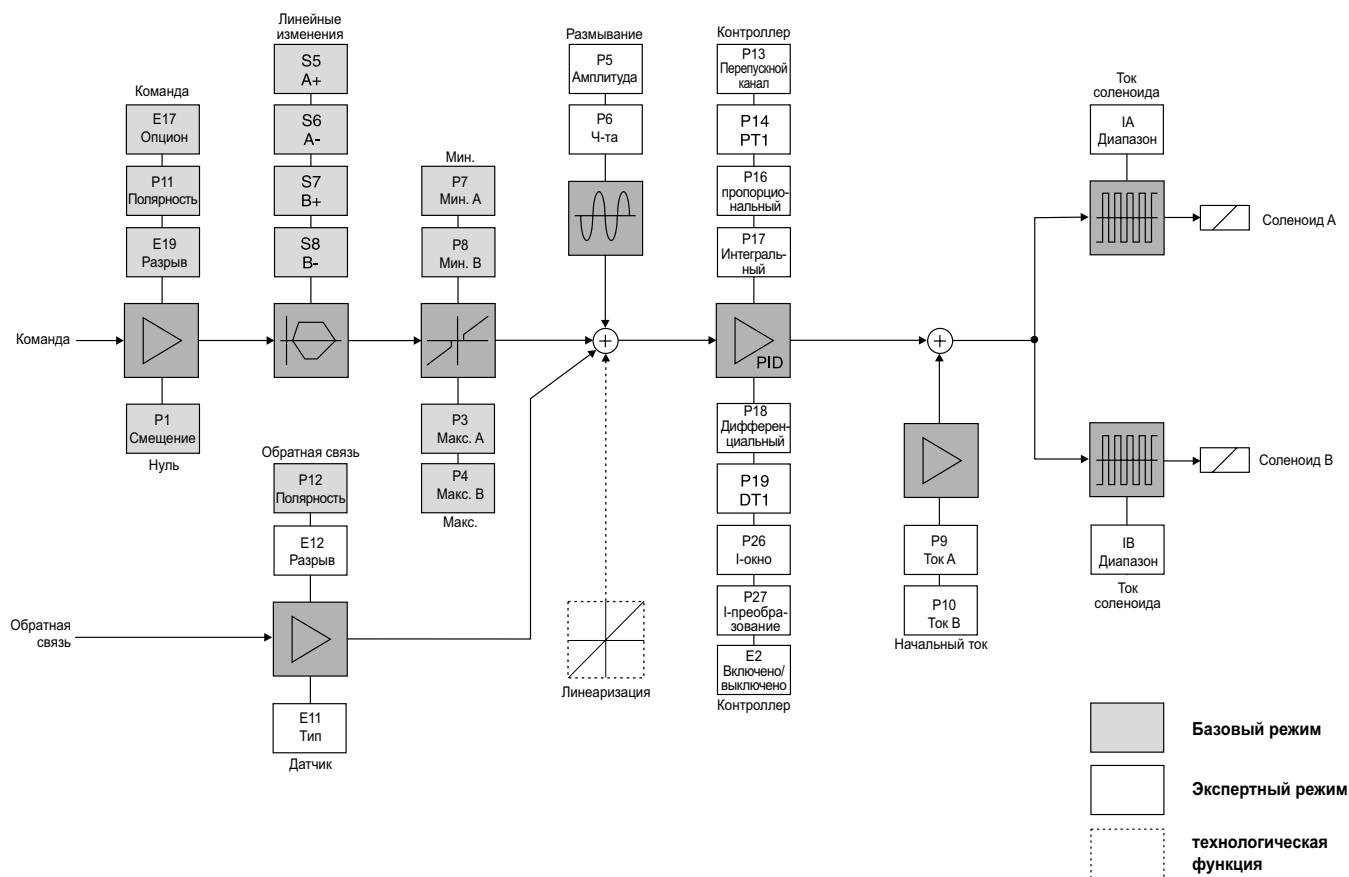 Линейные
изменения
S5
A+
S6
A-
S7
B+
S8
B-
Команда
E17
Опцион
P11
Полярность
E19
Разрыв
Команда
P1
Смещение
Нуль
Мин.
P7
Мин. A
P8
Мин. B
P3
Макс. A
P4
Макс. B
Макс.
Обратная связь
P12
Полярность
E12
Разрыв
Обратная
связь
E11
Тип
Датчик
Размывание
P5
Амплитуда
P6
Ч-та
Линеаризация
Контроллер
P13
Перепускной
канал
P14
PT1
P16
пропорцио-
нальный
P17
Интеграль-
ный
PID
P18
Дифферен-
циальный
P19
DT1
P26
I-окно
P27
I-преобра-
зование
E2
Включено/
выключено
Контроллер
P9
Ток A
P10
Ток B
Начальный ток
Ток
соленоида
IA
Диапазон
Соленоид A
Соленоид B
IB
Диапазон
Ток
соленоида
Базовый режим
Экспертный режим
технологическая
функция